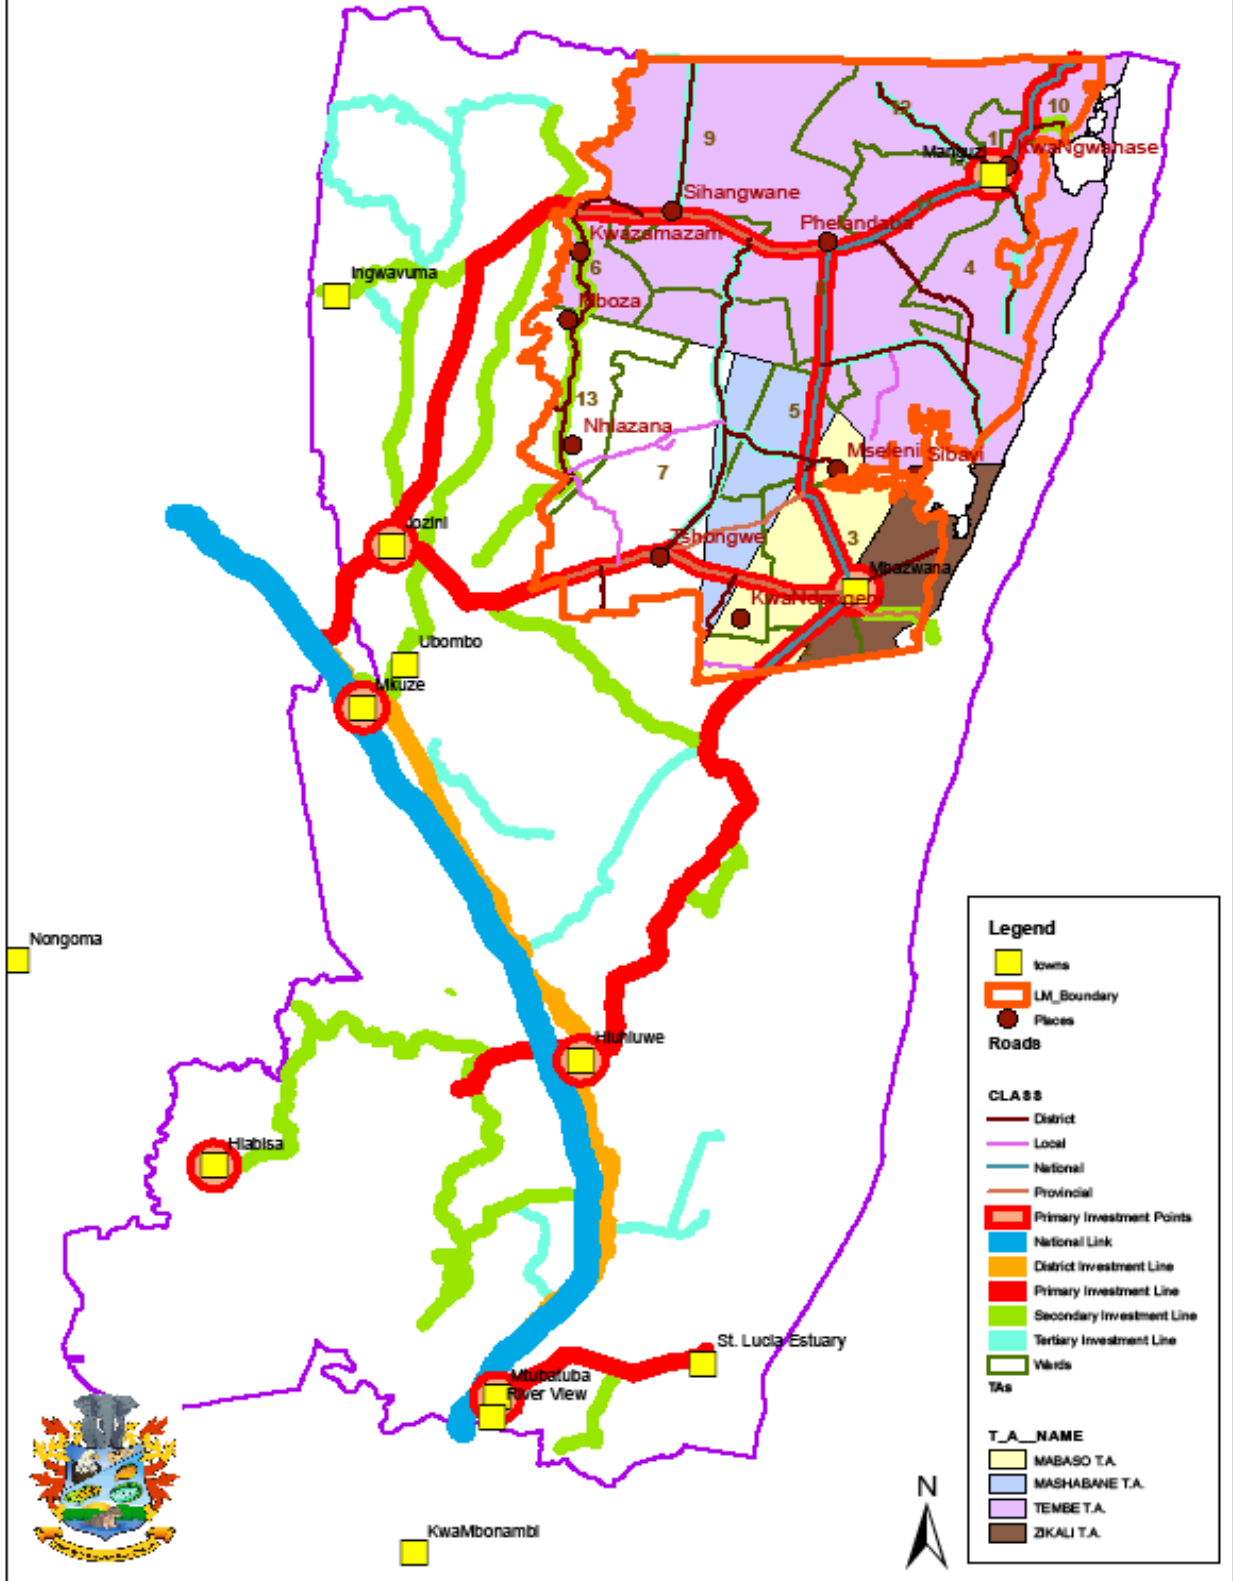 9
12
10
1
Manguzi
KwaNgwanase
Sihangwane
Phelandaba
Kwazamazam
6
4
Ingwavuma
Mboza
13
5
Nhlazana
7
Mseleni
Sibayi
Jozini
Tshongwe
3
Mbazwana
KwaNdongeni
2
Ubombo
Mkuze
Nongoma
Hluhluwe
Hlabisa
St. Lucia Estuary
Mtubatuba
River View
KwaMbonambi
N
Legend
towns
LM_Boundary
Places
Roads
CLASS
District
Local
National
Provincial
Primary Investment Points
National Link
District Investment Line
Primary Investment Line
Secondary Investment Line
Tertiary Investment Line
Wards
TAs
T_A__NAME
MABASO T.A.
MASHABANE T.A.
TEMBE T.A.
ZIKALI T.A.